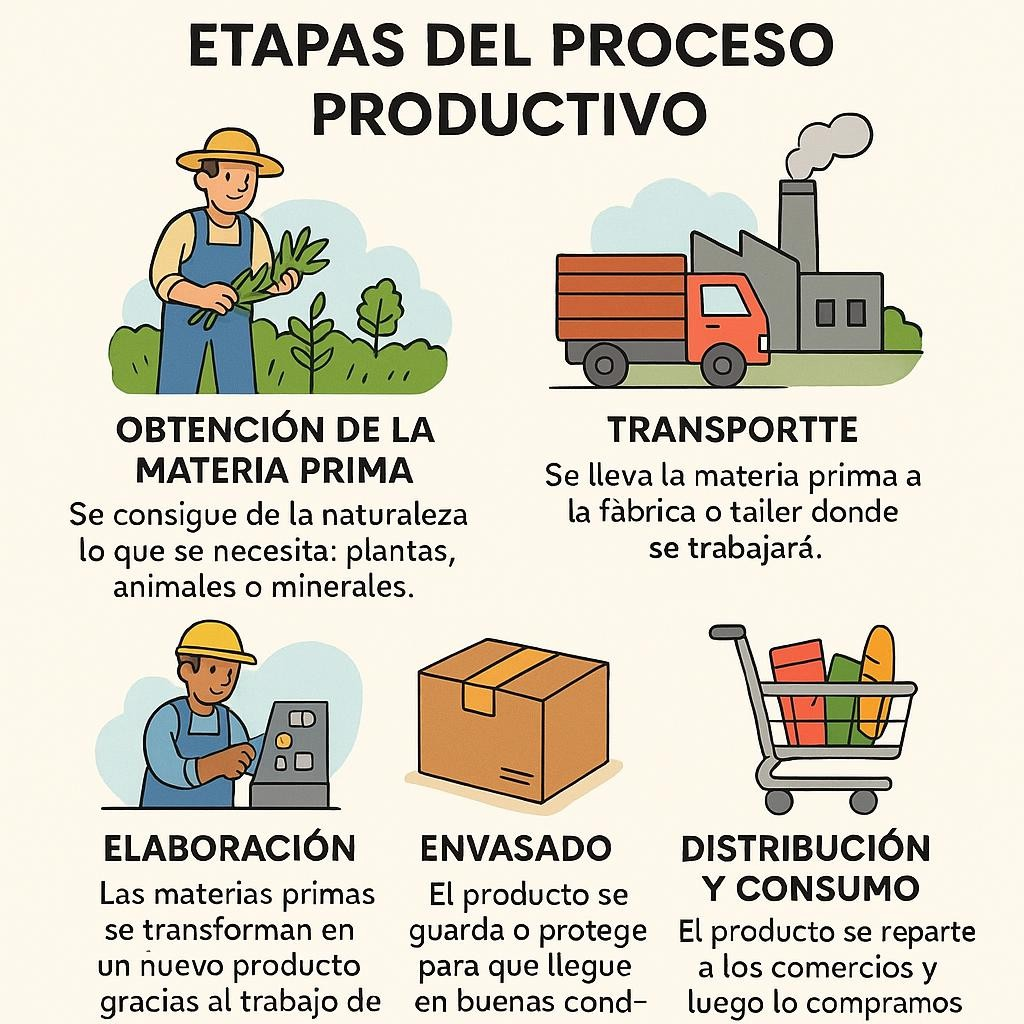 ETAPAS DEL PROCESO
PRODUCTIVO
OBTENCIÓN DE LA
MATERIA PRIMA
Se consigue de la naturaleza
lo que se necesita: plantas,
animales o minerales.
TRANSPORTTE
Se lleva la materia prima a
la fàbrica o tailer donde
se trabajará.
ELABORACIÓN
Las materias primas
se transforman en
un nuevo producto
gracias al trabajo de
ENVASADO
El producto se
guarda o protege
para que llegue
en buenas cond–
DISTRIBUCIÓN
Y CONSUMO
El producto se reparte
a los comercios y
luego lo compramos